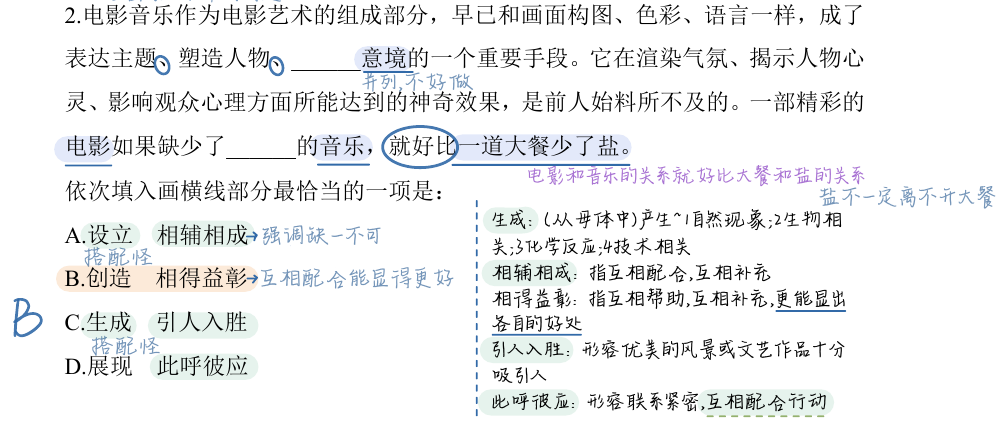 2.电影音乐作为电影艺术的组成部分，早已和画面构图、色彩、语言一样，成了
表达主题、塑造人物、______意境的一个重要手段。它在渲染气氛、揭示人物心
并列,不好做
灵、影响观众心理方面所能达到的神奇效果，是前人始料所不及的。一部精彩的
电影如果缺少了______的音乐，就好比一道大餐少了盐。
电影和音乐的关系就好比大餐和盐的关系
盐不一定离不开大餐
依次填入画横线部分最恰当的一项是：
A.设立 相辅相成→强调缺一不可
搭配怪
B.创造 相得益彰→互相配合能显得更好
B
C.生成 引人入胜
搭配怪
D.展现 此呼彼应
生成：(从母体中)产生~1自然现象;2生物相
关;3化学反应;4技术相关
相辅相成：指互相配合,互相补充
相得益彰：指互相帮助,互相补充,更能显出
各自的好处
引人入胜：形容优美的风景或文艺作品十分
吸引人
此呼彼应：形容联系紧密,互相配合行动